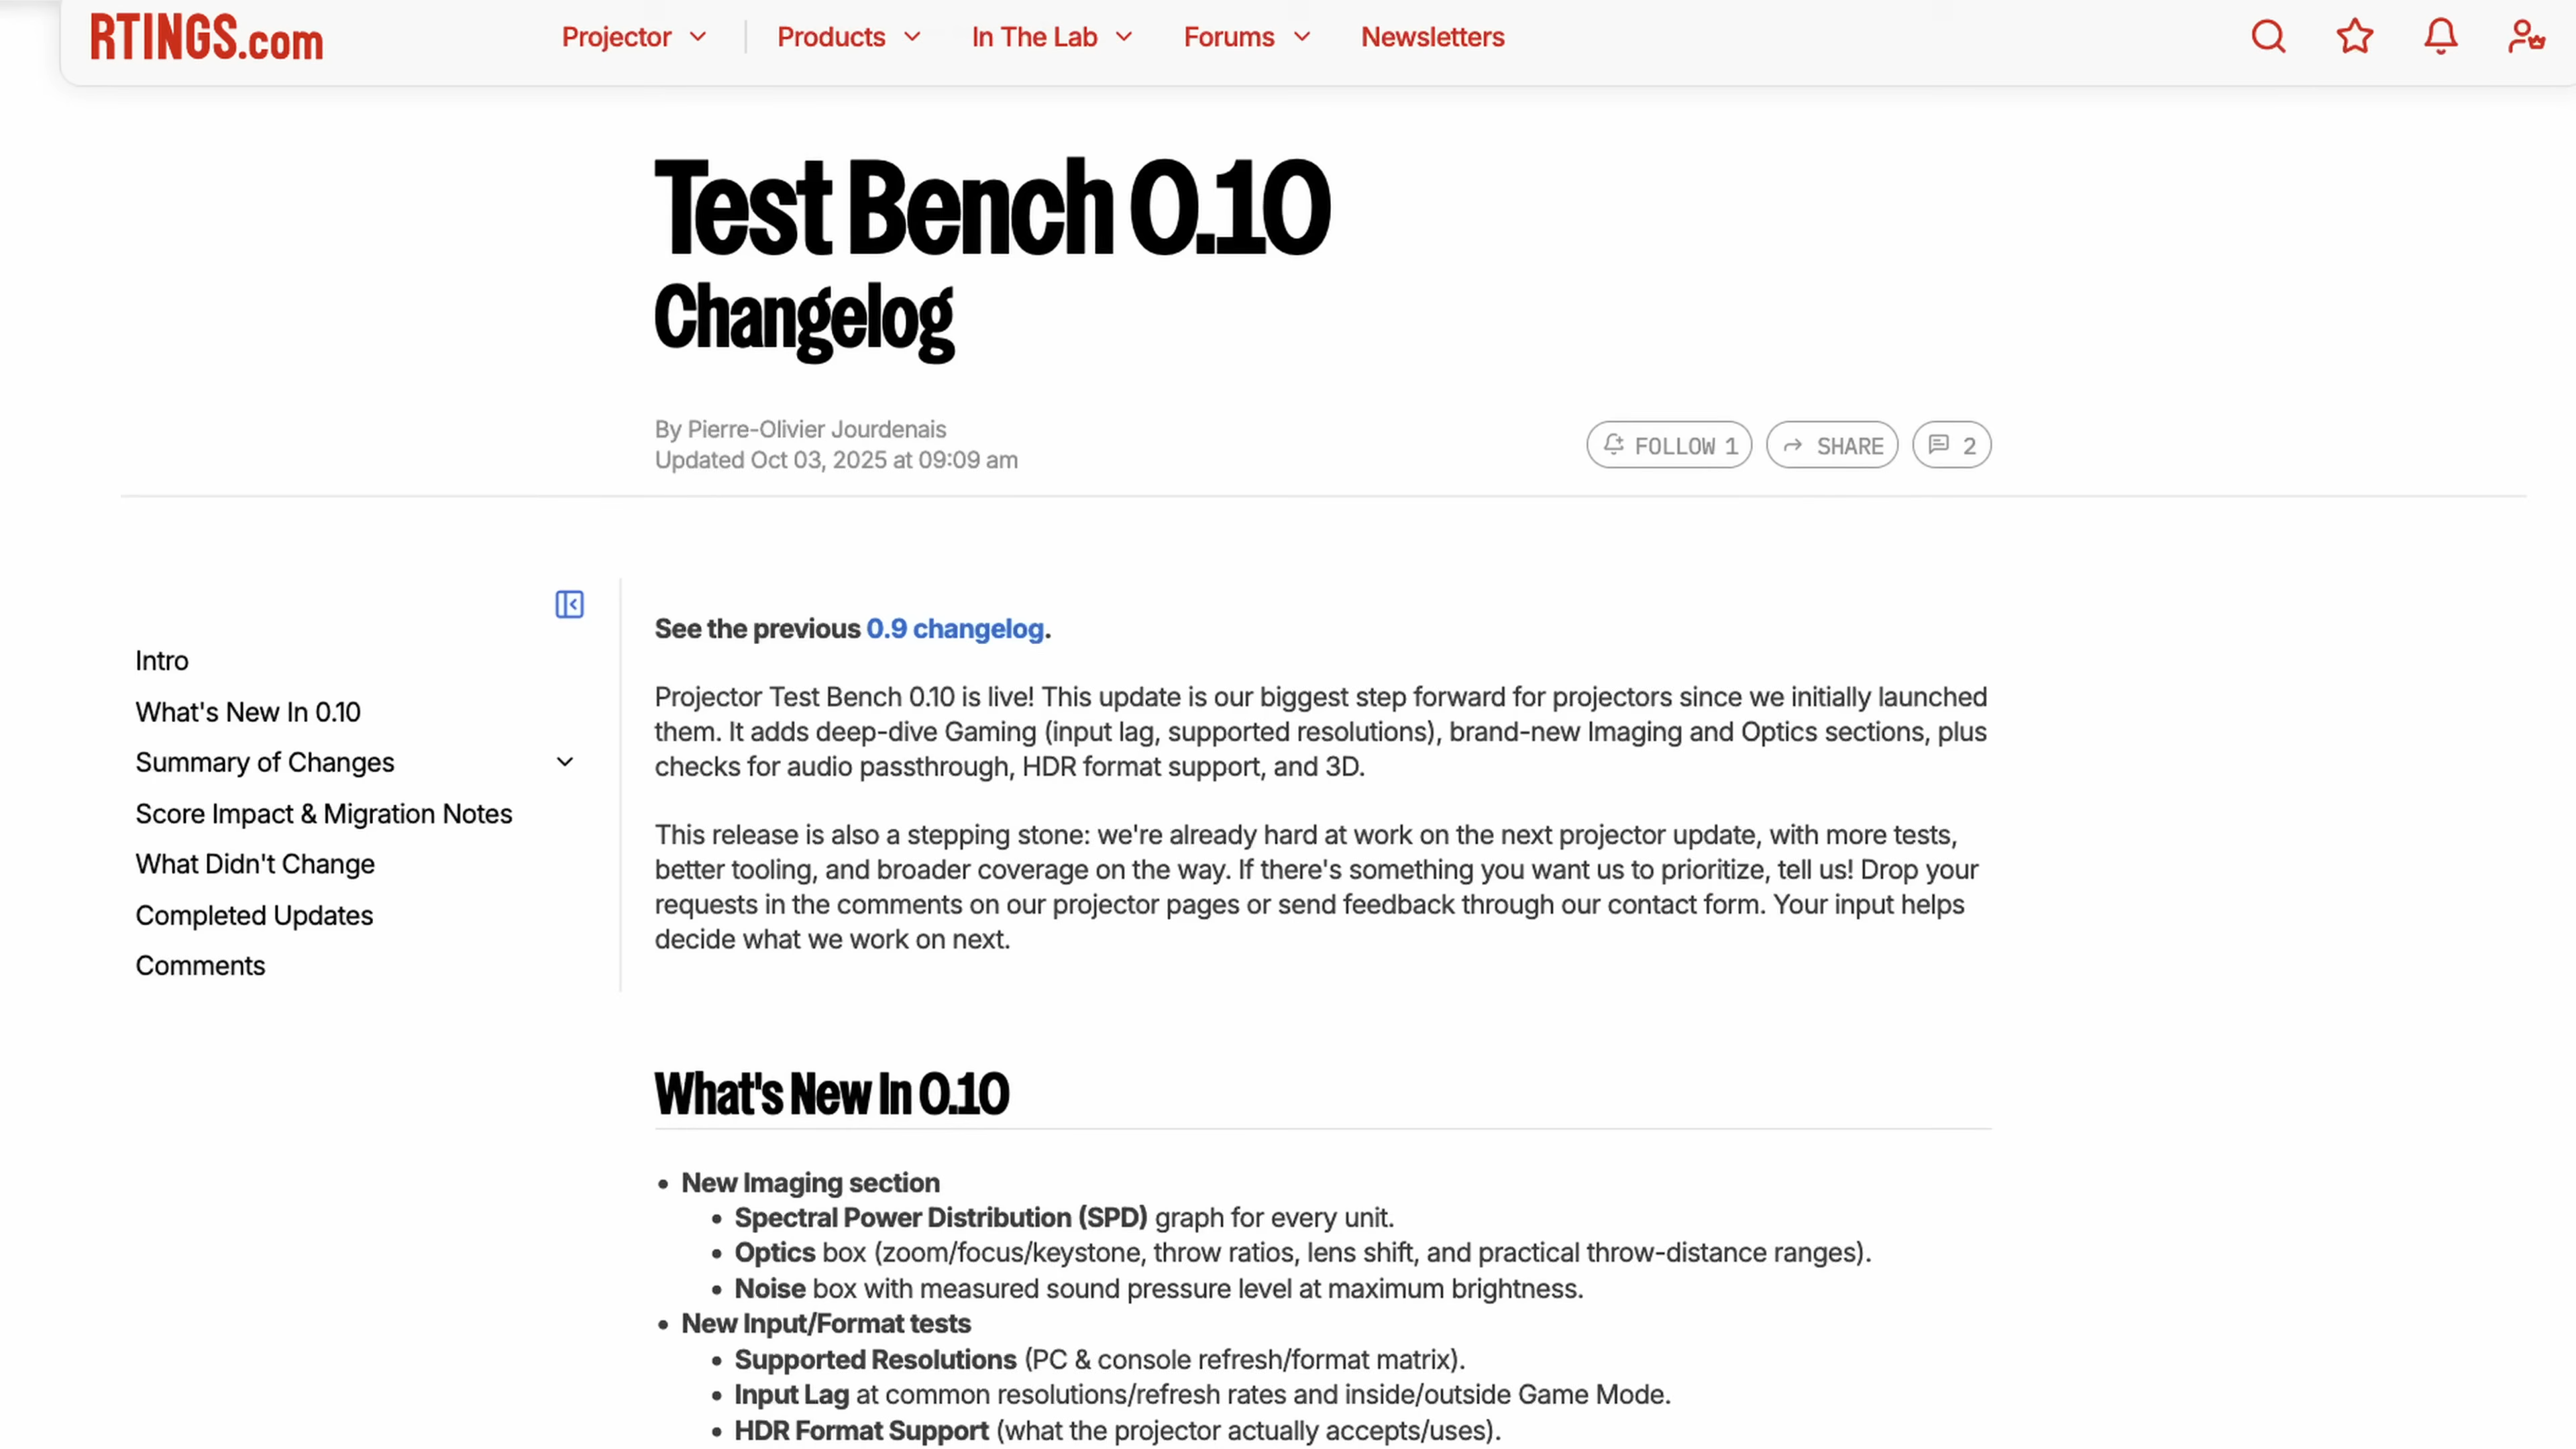 RTINGS.com
Projector
Products
In The Lab
Forums
Newsletters
Test Bench 0.10
Changelog
By Pierre-Olivier Jourdenais
Updated Oct 03, 2025 at 09:09 am
FOLLOW 1
SHARE
2
Intro
What's New In 0.10
Summary of Changes
Score Impact & Migration Notes
What Didn't Change
Completed Updates
Comments
See the previous 0.9 changelog.
Projector Test Bench 0.10 is live! This update is our biggest step forward for projectors since we initially launched
them. It adds deep-dive Gaming (input lag, supported resolutions), brand-new Imaging and Optics sections, plus
checks for audio passthrough, HDR format support, and 3D.
This release is also a stepping stone: we're already hard at work on the next projector update, with more tests,
better tooling, and broader coverage on the way. If there's something you want us to prioritize, tell us! Drop your
requests in the comments on our projector pages or send feedback through our contact form. Your input helps
decide what we work on next.
What's New In 0.10
• New Imaging section
• Spectral Power Distribution (SPD) graph for every unit.
• Optics box (zoom/focus/keystone, throw ratios, lens shift, and practical throw-distance ranges).
• Noise box with measured sound pressure level at maximum brightness.
• New Input/Format tests
• Supported Resolutions (PC & console refresh/format matrix).
• Input Lag at common resolutions/refresh rates and inside/outside Game Mode.
• HDR Format Support (what the projector actually accepts/uses).